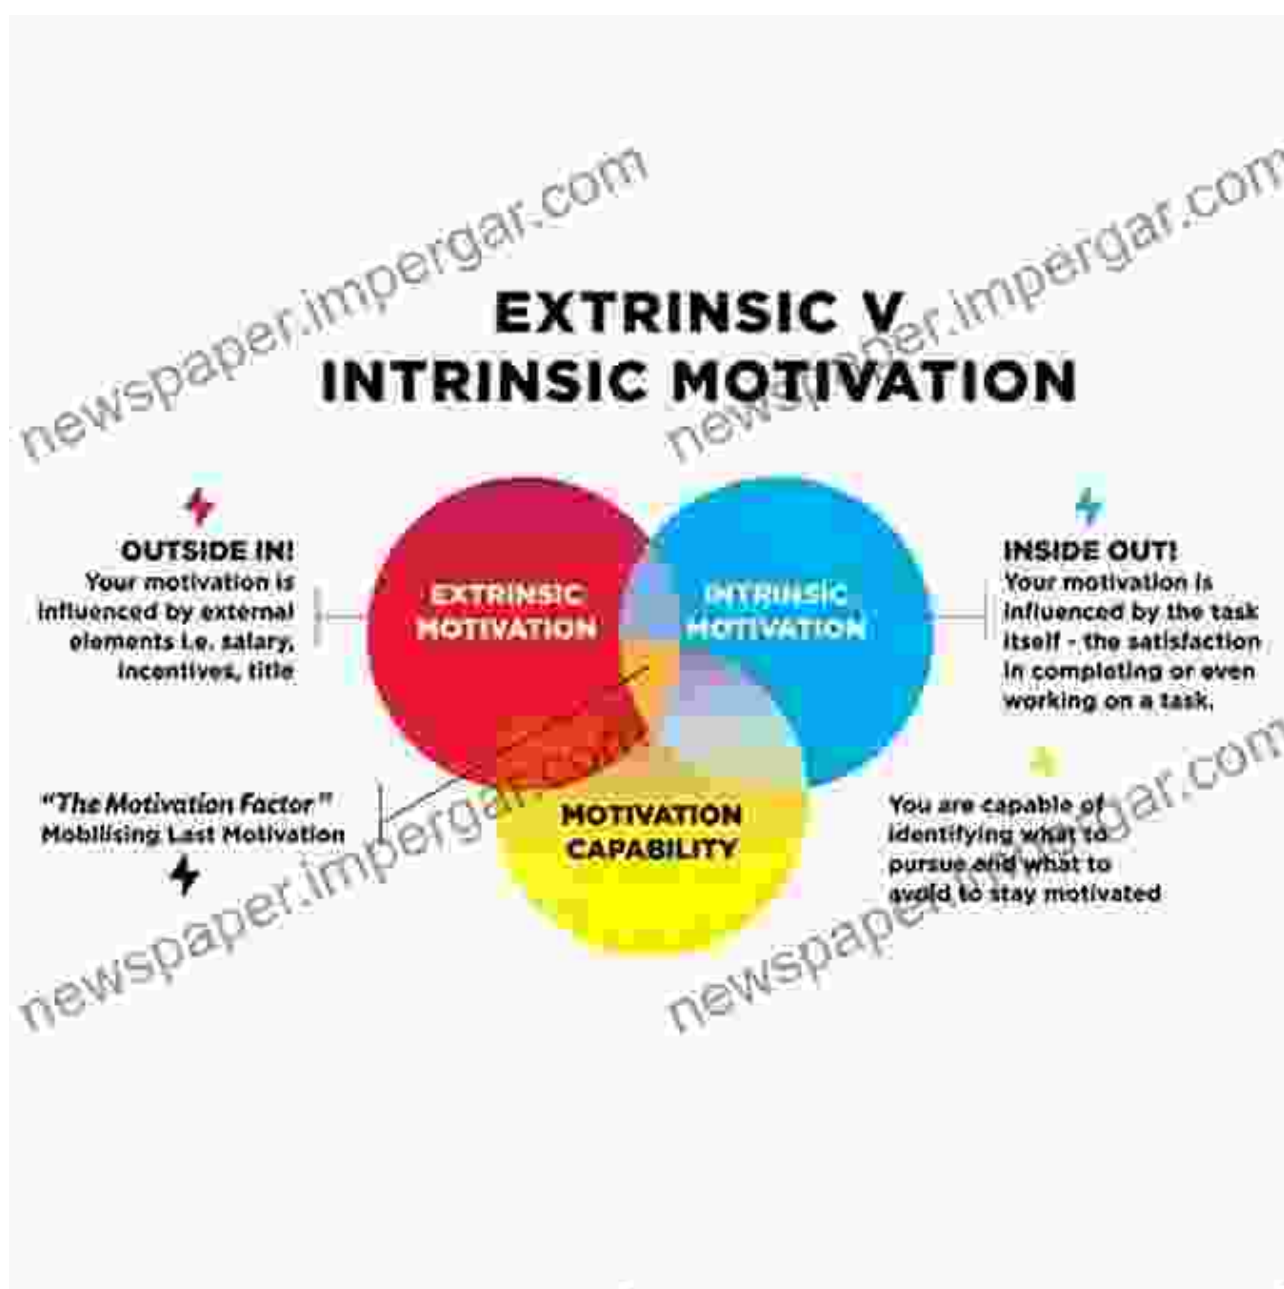 EXTRINSIC V
INTRINSIC MOTIVATION
OUTSIDE IN!
Your motivation is
influenced by external
elements i.e. salary,
incentives, title
EXTRINSIC
MOTIVATION
INTRINSIC
MOTIVATION
INSIDE OUT!
Your motivation is
influenced by the task
itself - the satisfaction
in completing or even
working on a task.
"The Motivation Factor"
Mobilising Last Motivation
MOTIVATION
CAPABILITY
You are capable of
identifying what to
pursue and what to
avoid to stay motivated
newspaper.impergar.com
newspaper.impergar.com
newspaper.impergar.com
newspaper.impergar.com